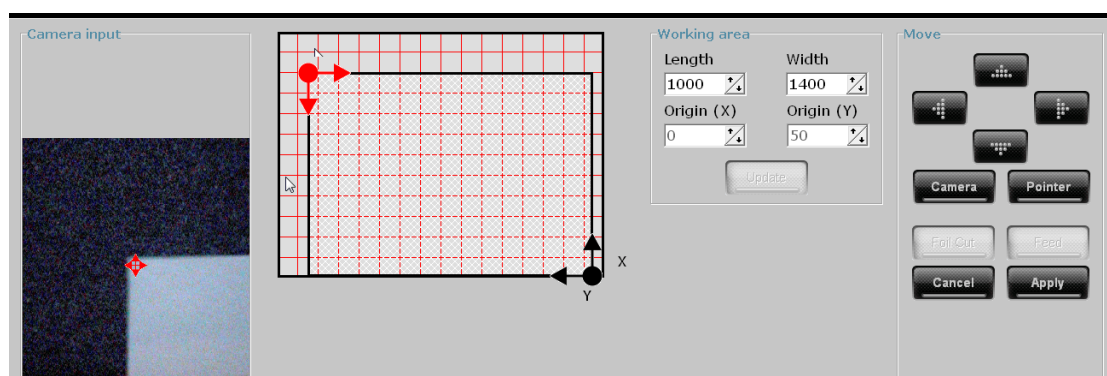 Camera input
X
Y
Working area
Length Width
1000 1400
Origin (X) Origin (Y)
0 50
Update
Move
Camera Pointer
Foil Cut Feed
Cancel Apply